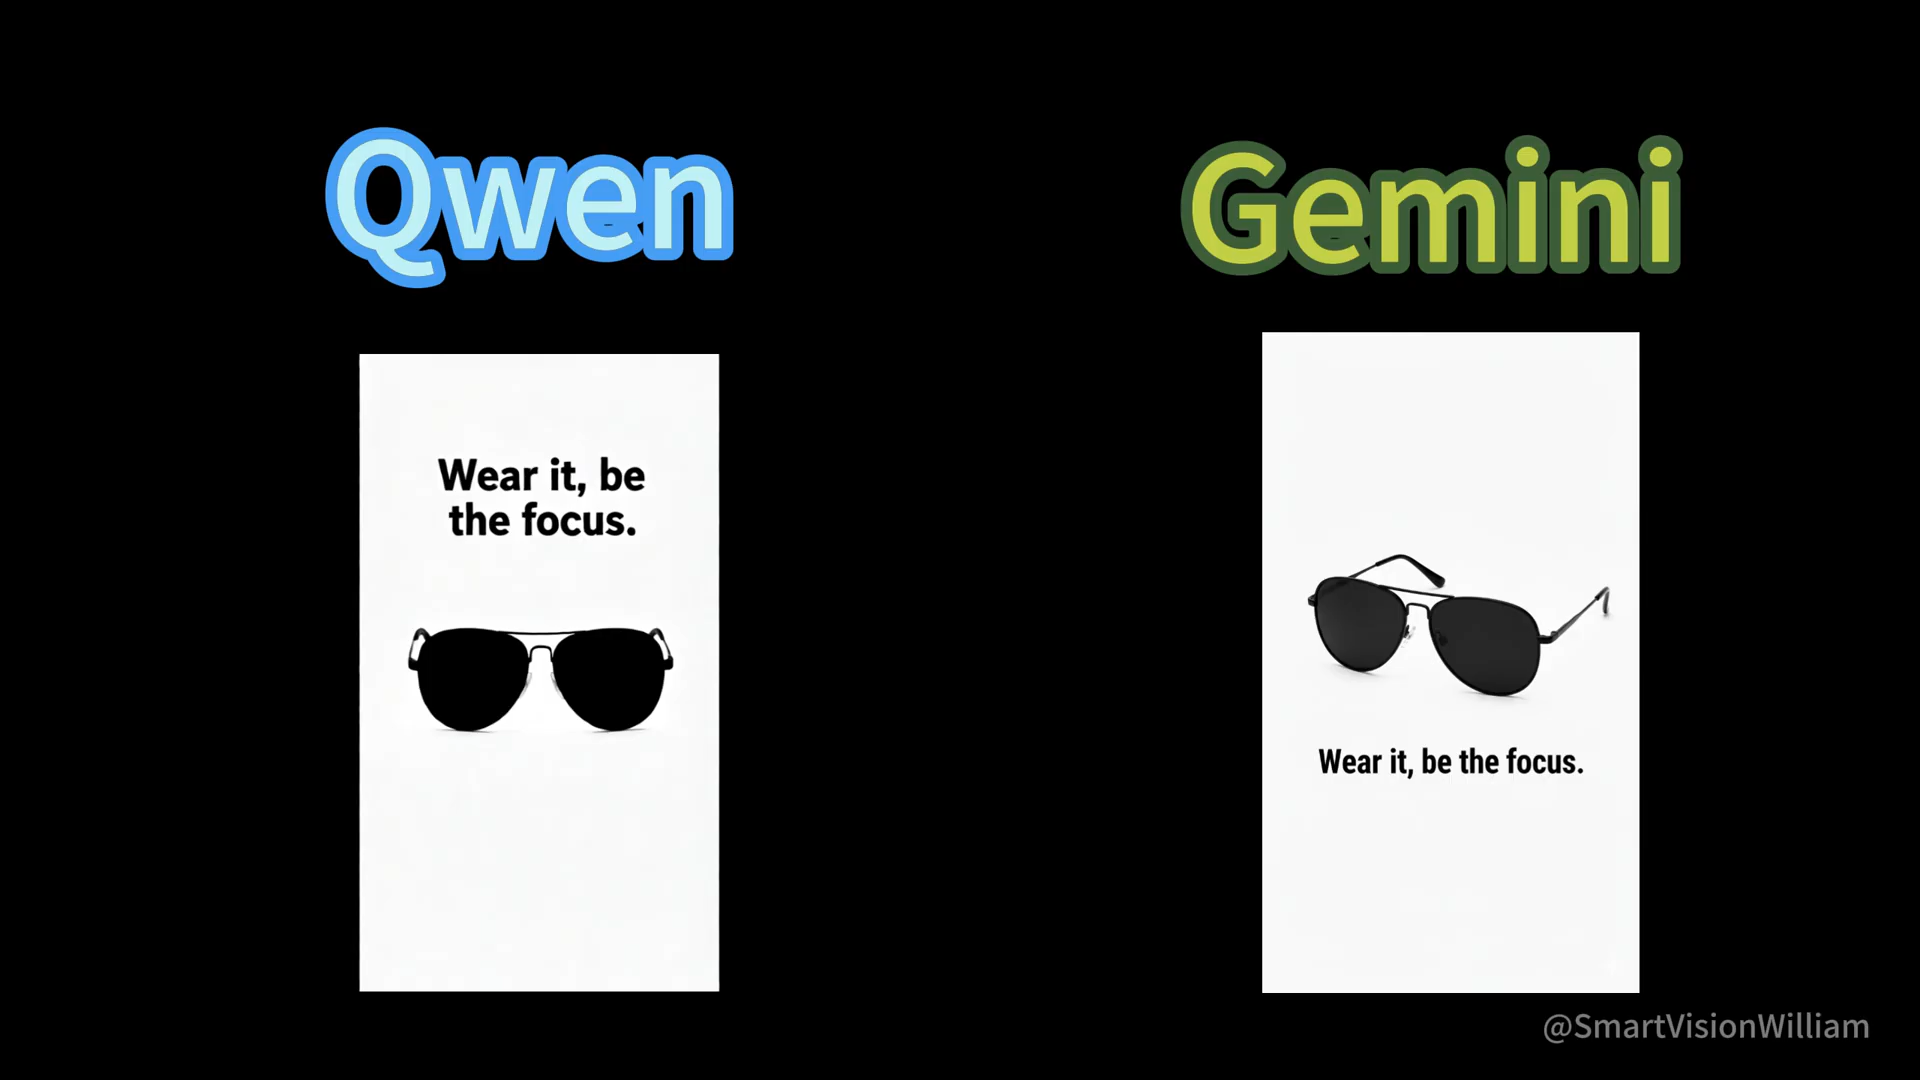 Qwen
Gemini
Wear it, be
the focus.
Wear it, be the focus.
@SmartVisionWilliam